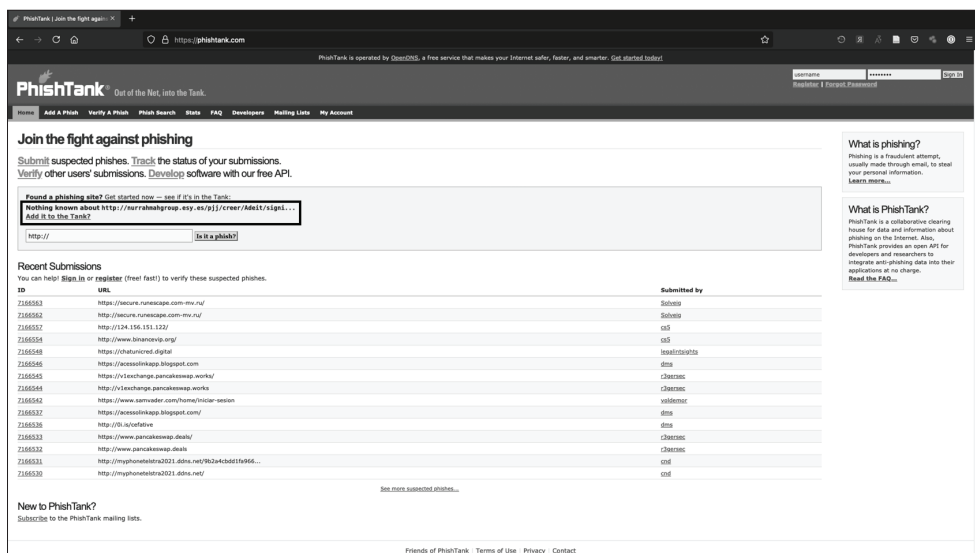 PhishTank | Join the fight agains
https://phishtank.com
PhishTank is operated by OpenDNS, a free service that makes your Internet safer, faster, and smarter. Get started today!
PhishTank® Out of the Net, into the Tank.
username
Sign In
Register | Forgot Password
Home Add A Phish Verify A Phish Phish Search Stats FAQ Developers Mailing Lists My Account
Join the fight against phishing
Submit suspected phishes. Track the status of your submissions.
Verify other users' submissions. Develop software with our free API.
Found a phishing site? Get started now — see if it's in the Tank:
Nothing known about http://nurrahmahgroup.esy.es/pjj/creer/Adeit/signi...
Add it to the Tank?
http://
Is it a phish?
Recent Submissions
You can help! Sign in or register (free! fast!) to verify these suspected phishes.
ID URL Submitted by
7166563 https://secure.runescape.com-mv.ru/ Solveig
7166562 http://secure.runescape.com-mv.ru/ Solveig
7166557 http://124.156.151.122/ cs5
7166554 http://www.binancevip.org/ cs5
7166548 https://chatunicred.digital legalintsights
7166546 https://acessolinkapp.blogspot.com dms
7166545 https://v1exchange.pancakeswap.works/ r3gersec
7166544 http://v1exchange.pancakeswap.works r3gersec
7166542 https://www.samvader.com/home/iniciar-sesion voldemor
7166537 https://acessolinkapp.blogspot.com/ dms
7166536 http://0i.is/cefative dms
7166533 https://www.pancakeswap.deals/ r3gersec
7166532 http://www.pancakeswap.deals r3gersec
7166531 http://myphonetelstra2021.ddns.net/9b2a4cbdd1fa966... cnd
7166530 http://myphonetelstra2021.ddns.net/ cnd
See more suspected phishes...
New to PhishTank?
Subscribe to the PhishTank mailing lists.
What is phishing?
Phishing is a fraudulent attempt,
usually made through email, to steal
your personal information.
Learn more...
What is PhishTank?
PhishTank is a collaborative clearing
house for data and information about
phishing on the Internet. Also,
PhishTank provides an open API for
developers and researchers to
integrate anti-phishing data into their
applications at no charge.
Read the FAQ...
Friends of PhishTank | Terms of Use | Privacy | Contact